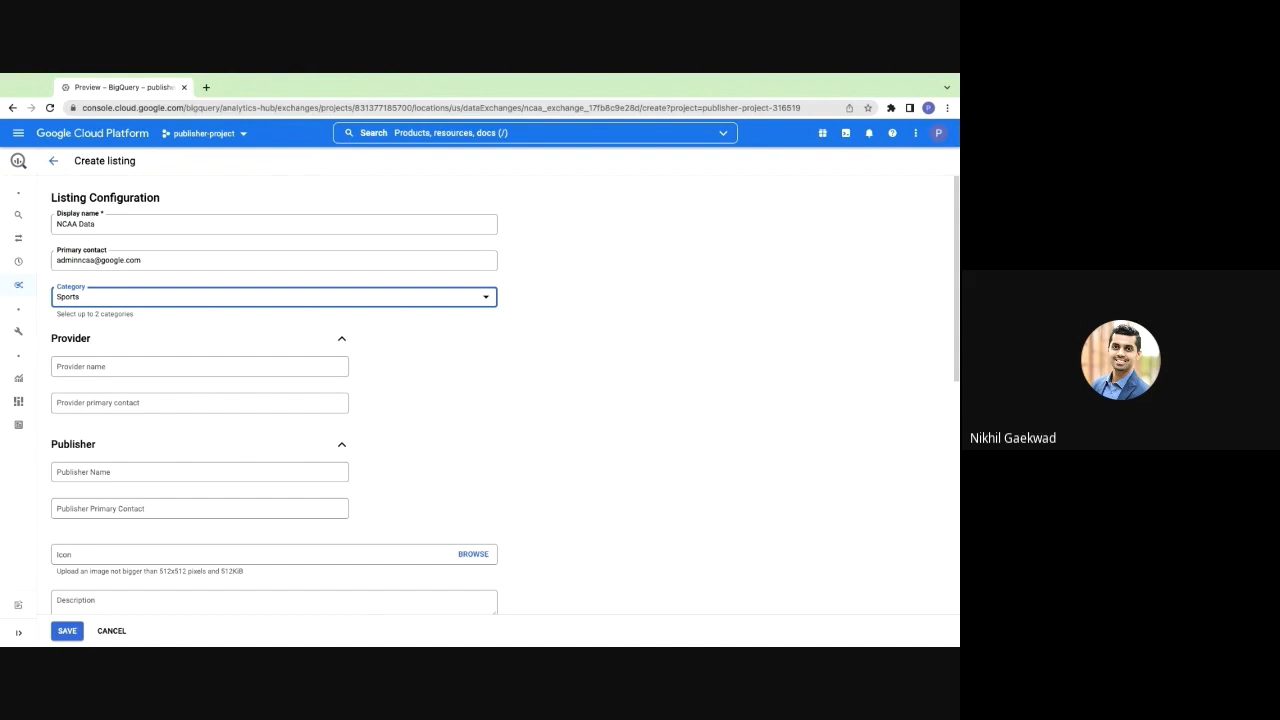 Preview – BigQuery – publishe
console.cloud.google.com/bigquery/analytics-hub/exchanges/projects/831377185700/locations/us/dataExchanges/ncaa_exchange_17fb8c9e28d/create?project=publisher-project-316519
P
Google Cloud Platform
publisher-project
Search Products, resources, docs (/)
P
Create listing
Listing Configuration
Display name *
NCAA Data
Primary contact
adminncaa@google.com
Category
Sports
Select up to 2 categories
Provider
Provider name
Provider primary contact
Publisher
Publisher Name
Publisher Primary Contact
Icon
BROWSE
Upload an image not bigger than 512x512 pixels and 512KiB
Description
SAVE
CANCEL
Nikhil Gaekwad